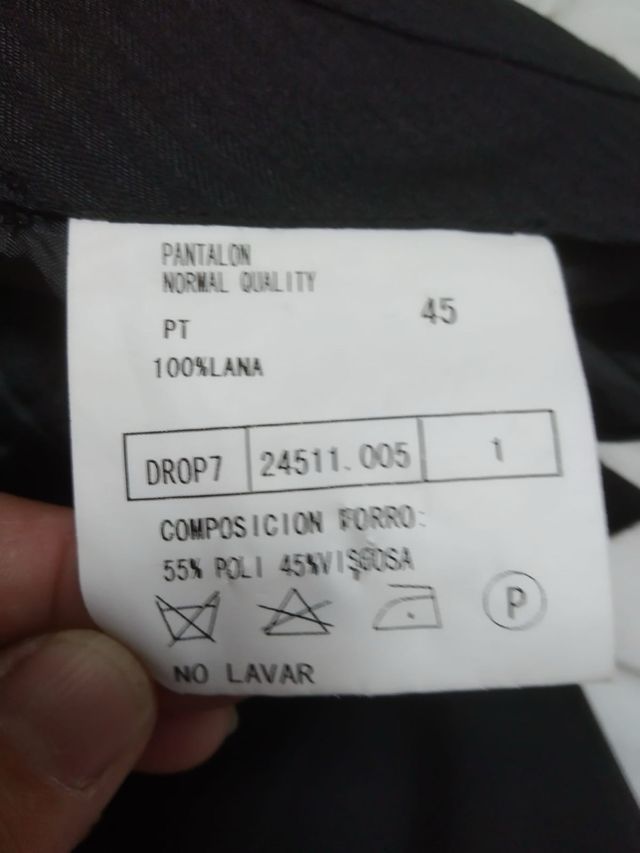 PANTALON
NORMAL QUALITY
45
PT
100%LANA
DROP7 24511.005 1
COMPOSICION FORRO:
55% POLI 45%VISCOSA
P
NO LAVAR